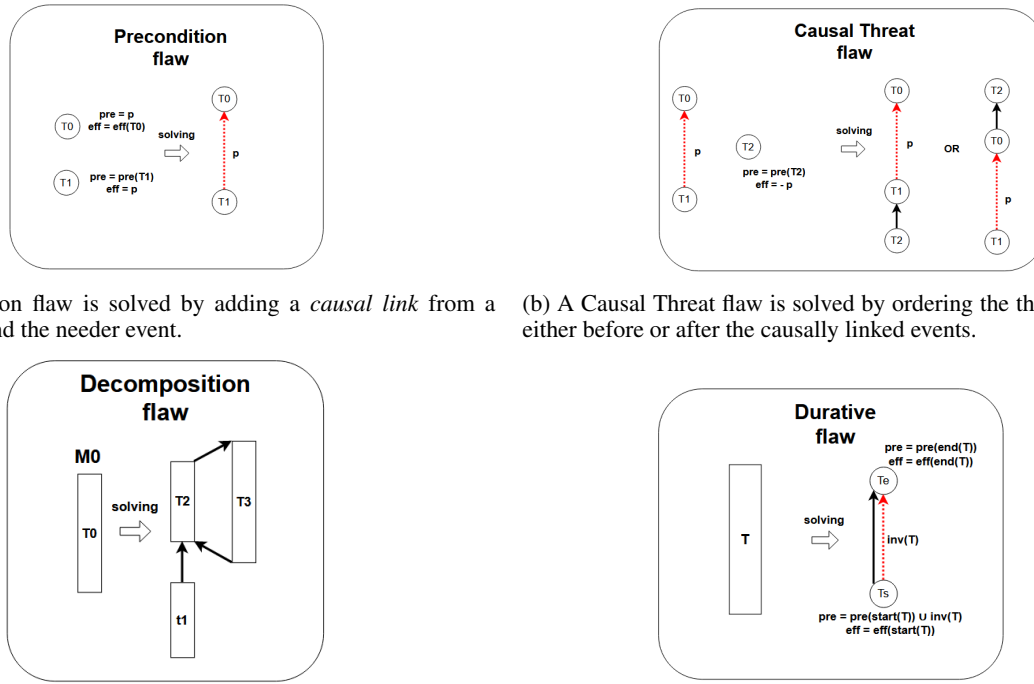 Precondition
flaw
T0
pre = p
eff = eff(T0)
T1
pre = pre(T1)
eff = p
solving
T0
p
T1
Causal Threat
flaw
T0
p
T1
T2
pre = pre(T2)
eff = - p
solving
T0
p
T1
T2
OR
T2
T0
p
T1
on flaw is solved by adding a causal link from a
nd the needer event.
(b) A Causal Threat flaw is solved by ordering the th
either before or after the causally linked events.
Decomposition
flaw
M0
T0
solving
T2
T3
t1
Durative
flaw
T
solving
pre = pre(end(T))
eff = eff(end(T))
Te
inv(T)
Ts
pre = pre(start(T)) ∪ inv(T)
eff = eff(start(T))